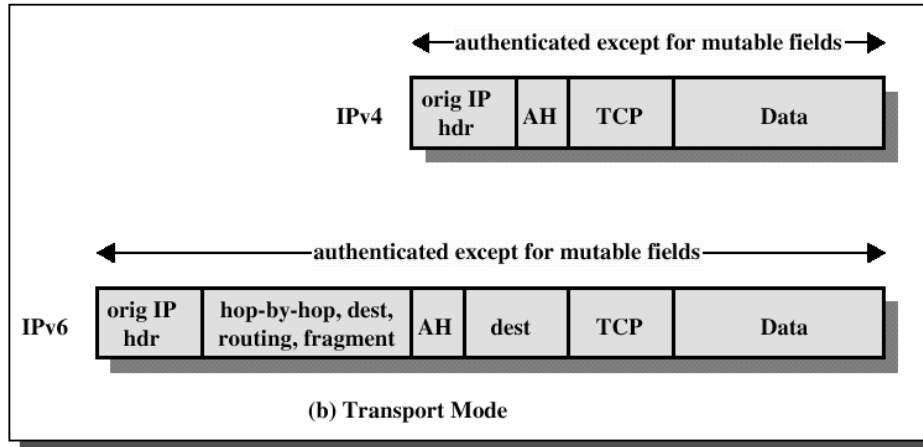 authenticated except for mutable fields
IPv4
orig IP
hdr
AH
TCP
Data
authenticated except for mutable fields
IPv6
orig IP
hdr
hop-by-hop, dest,
routing, fragment
AH
dest
TCP
Data
(b) Transport Mode